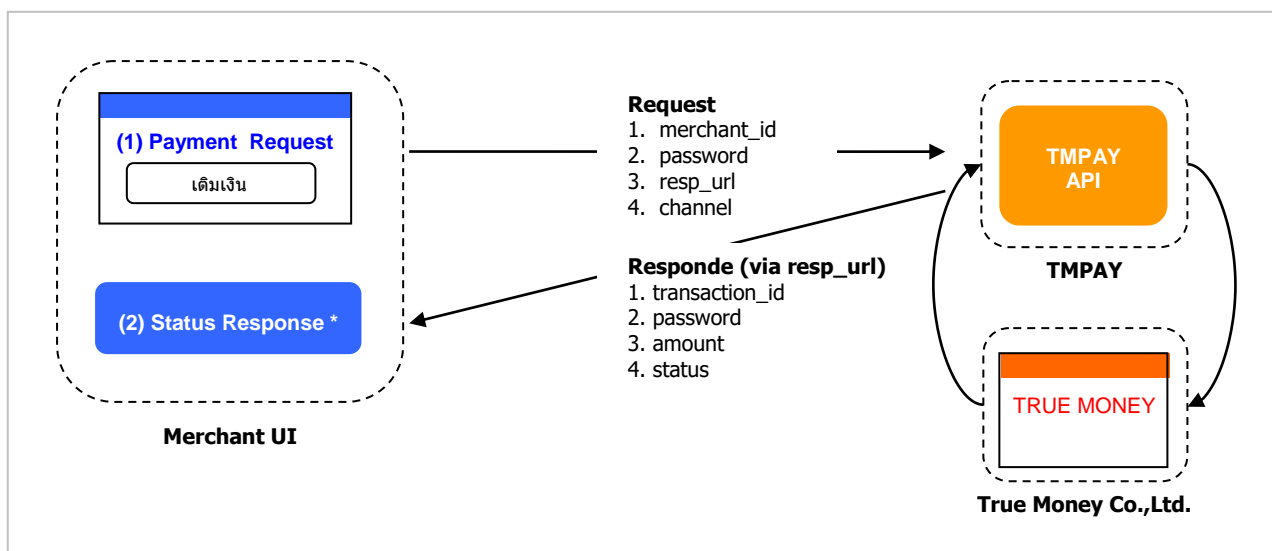 (1) Payment Request
เติมเงิน
(2) Status Response *
Merchant UI
Request
1. merchant_id
2. password
3. resp_url
4. channel
Responde (via resp_url)
1. transaction_id
2. password
3. amount
4. status
TMPAY
API
TMPAY
TRUE MONEY
True Money Co.,Ltd.